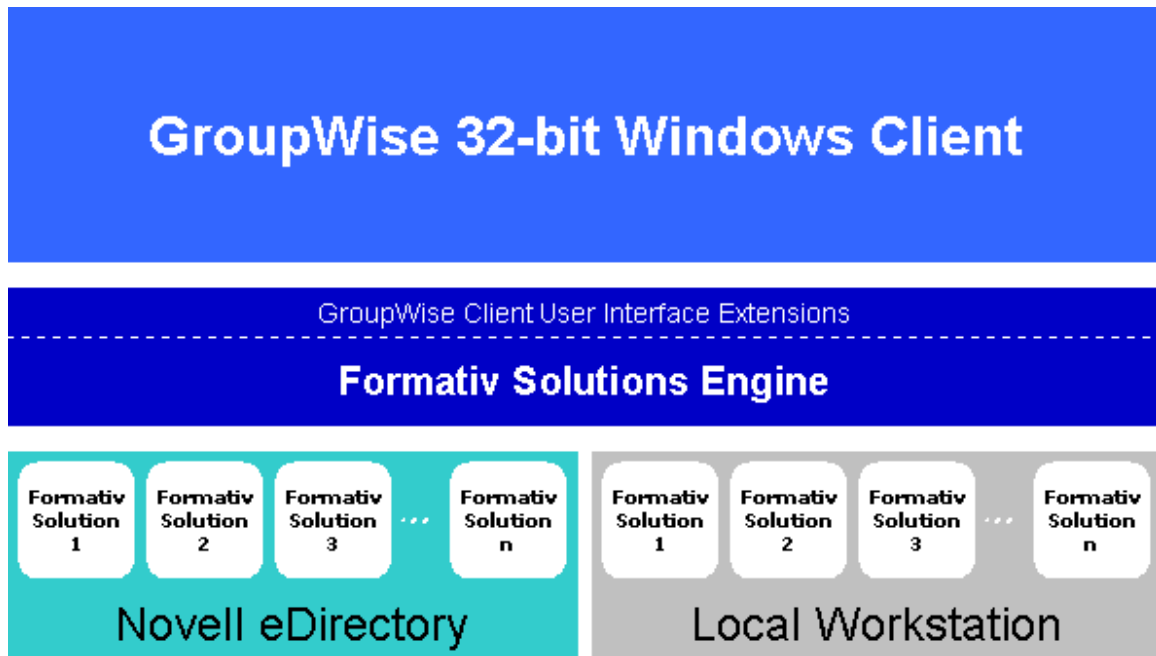 GroupWise 32-bit Windows Client
GroupWise Client User Interface Extensions
Formativ Solutions Engine
Formativ
Solution
1
Formativ
Solution
2
Formativ
Solution
3
...
Formativ
Solution
n
Novell eDirectory
Formativ
Solution
1
Formativ
Solution
2
Formativ
Solution
3
...
Formativ
Solution
n
Local Workstation